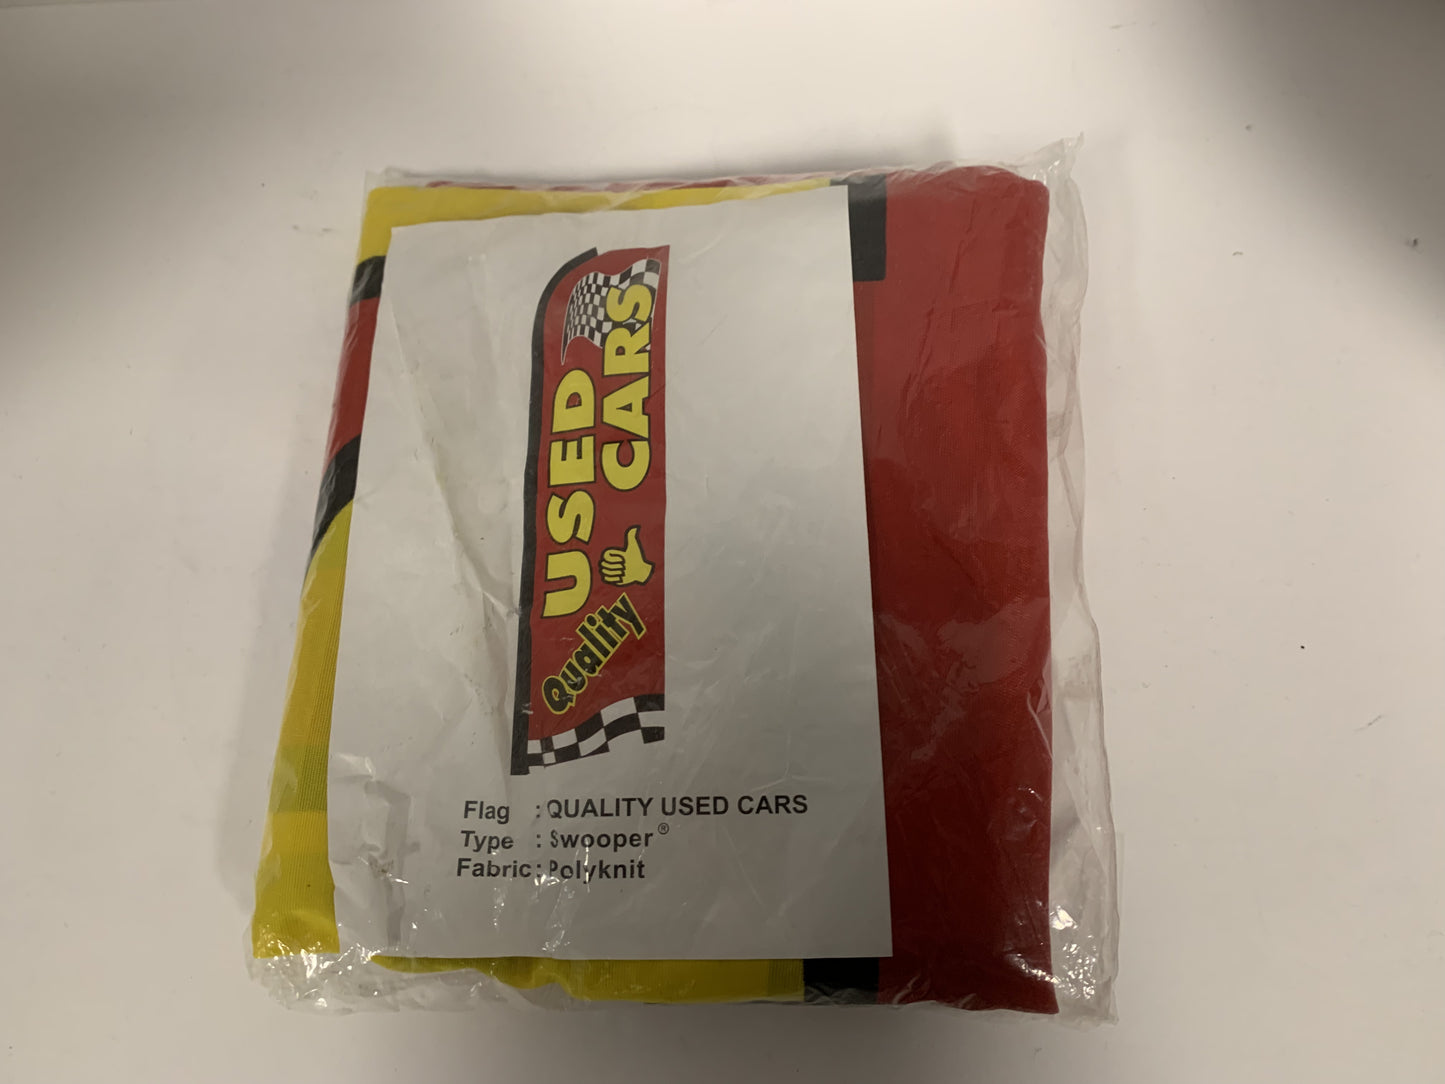 USED
CARS
Quality
Flag : QUALITY USED CARS
Type : Swooper®
Fabric : Polyknit